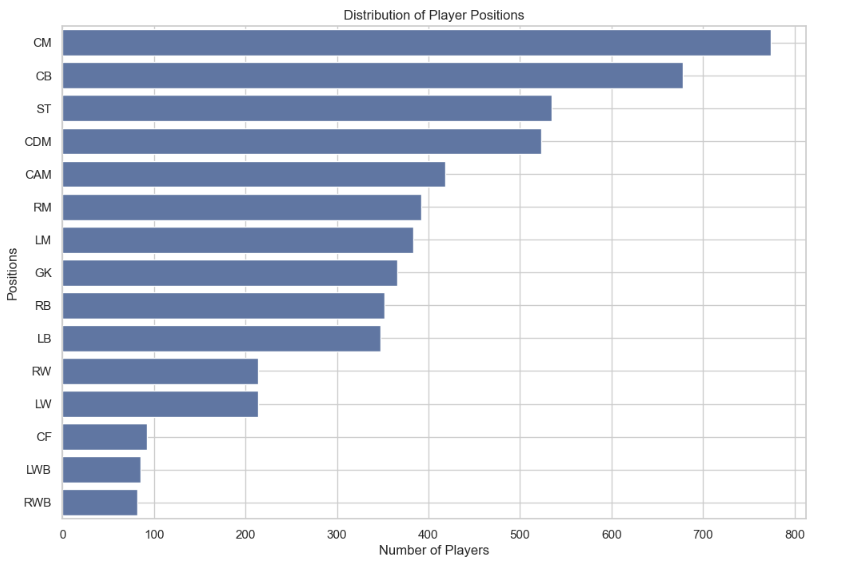 Distribution of Player Positions
CM
CB
ST
CDM
CAM
RM
LM
GK
RB
LB
RW
LW
CF
LWB
RWB
Positions
0 100 200 300 400 500 600 700 800
Number of Players